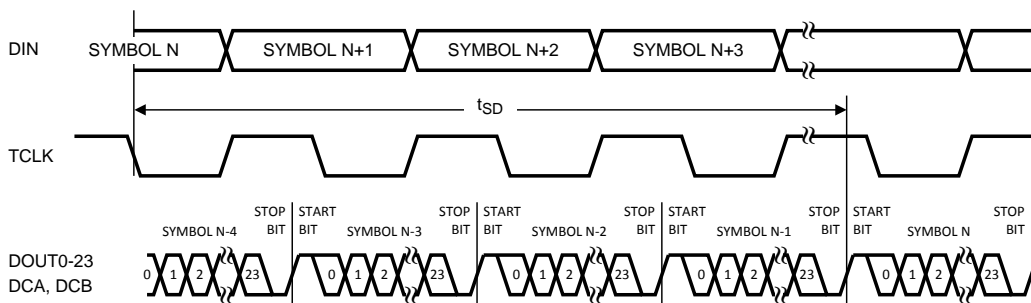 DIN
SYMBOL N SYMBOL N+1 SYMBOL N+2 SYMBOL N+3
tSD
TCLK
STOP BIT START BIT STOP BIT START BIT STOP BIT START BIT STOP BIT START BIT STOP BIT
SYMBOL N-4 SYMBOL N-3 SYMBOL N-2 SYMBOL N-1 SYMBOL N
DOUT0-23
DCA, DCB
0 1 2 23 0 1 2 23 0 1 2 23 0 1 2 23 0 1 2 23